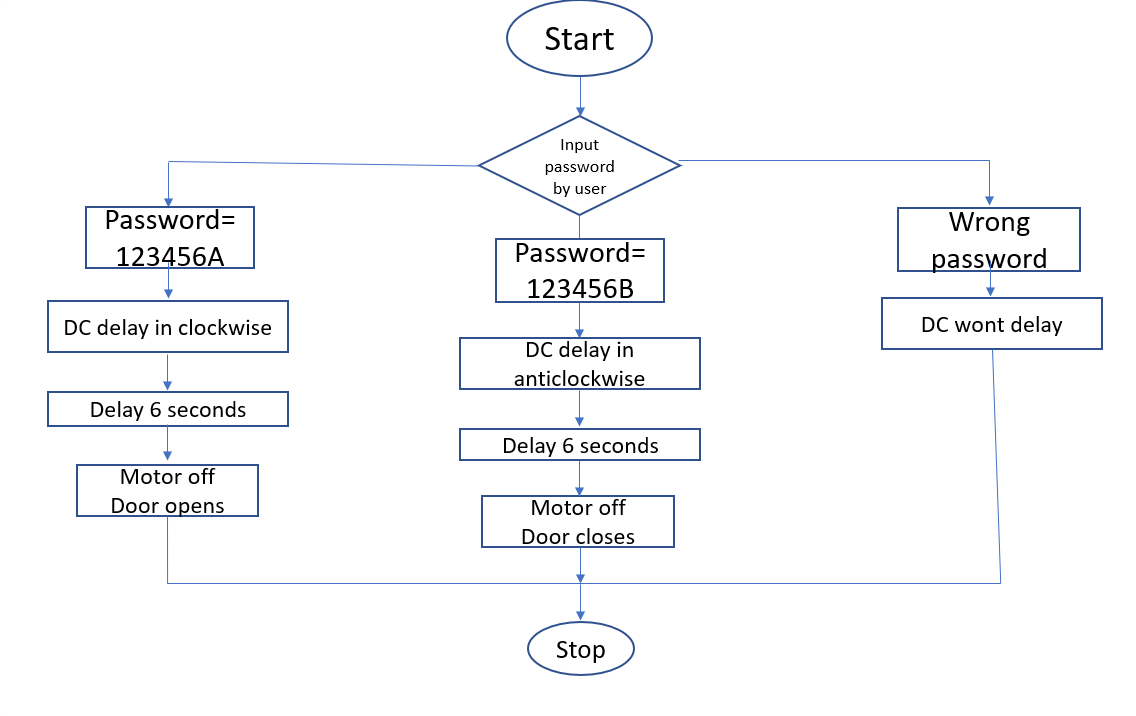 Start
Input
password
by user
Password=
123456A
DC delay in clockwise
Delay 6 seconds
Motor off
Door opens
Password=
123456B
DC delay in
anticlockwise
Delay 6 seconds
Motor off
Door closes
Wrong
password
DC wont delay
Stop